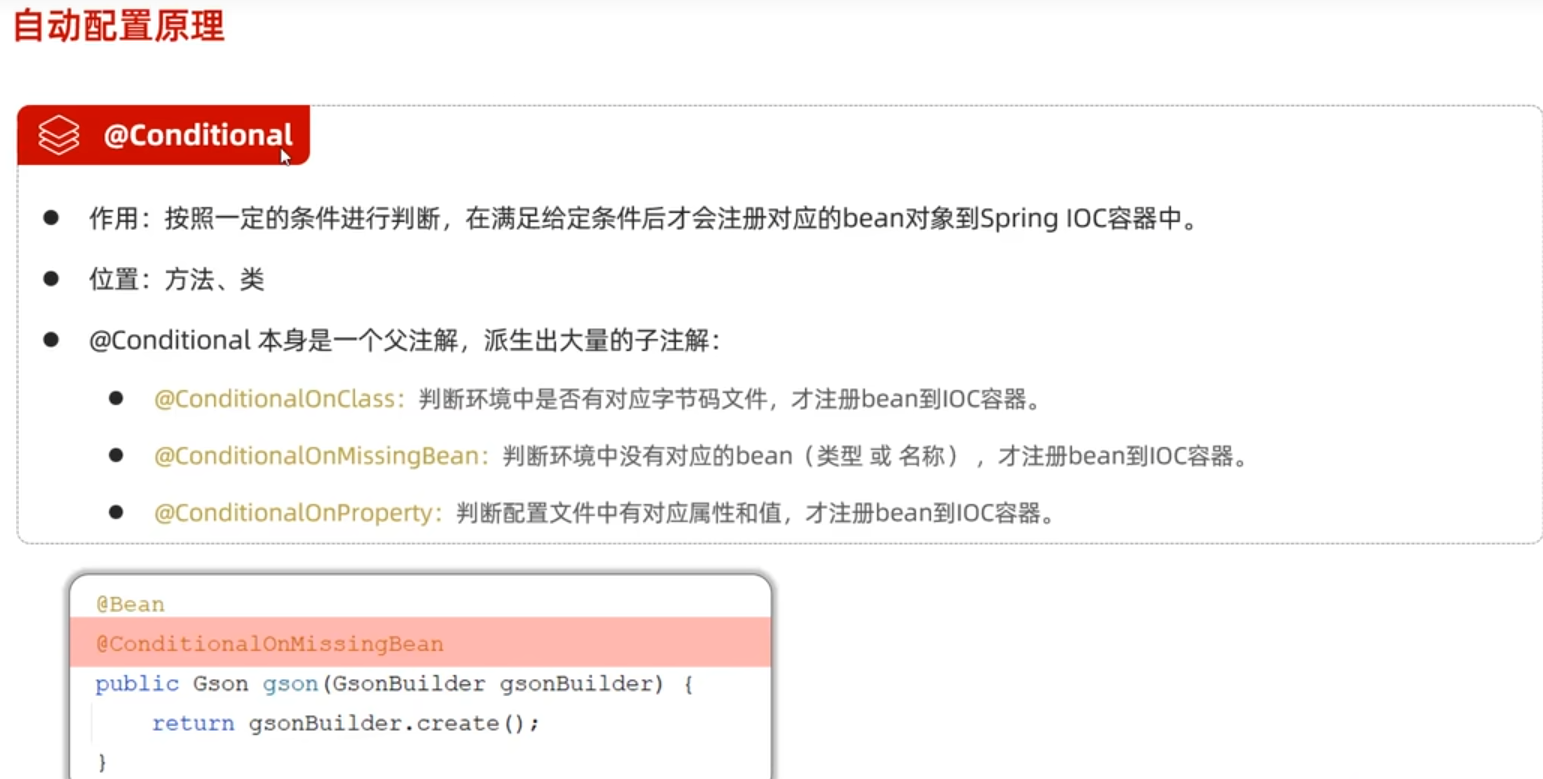 自动配置原理
@Conditional
作用：按照一定的条件进行判断，在满足给定条件后才会注册对应的bean对象到Spring IOC容器中。
位置：方法、类
@Conditional 本身是一个父注解，派生出大量的子注解：
@ConditionalOnClass：判断环境中是否有对应字节码文件，才注册bean到IOC容器。
@ConditionalOnMissingBean：判断环境中没有对应的bean（类型 或 名称），才注册bean到IOC容器。
@ConditionalOnProperty：判断配置文件中有对应属性和值，才注册bean到IOC容器。
@Bean
@ConditionalOnMissingBean
public Gson gson(GsonBuilder gsonBuilder) {
    return gsonBuilder.create();
}